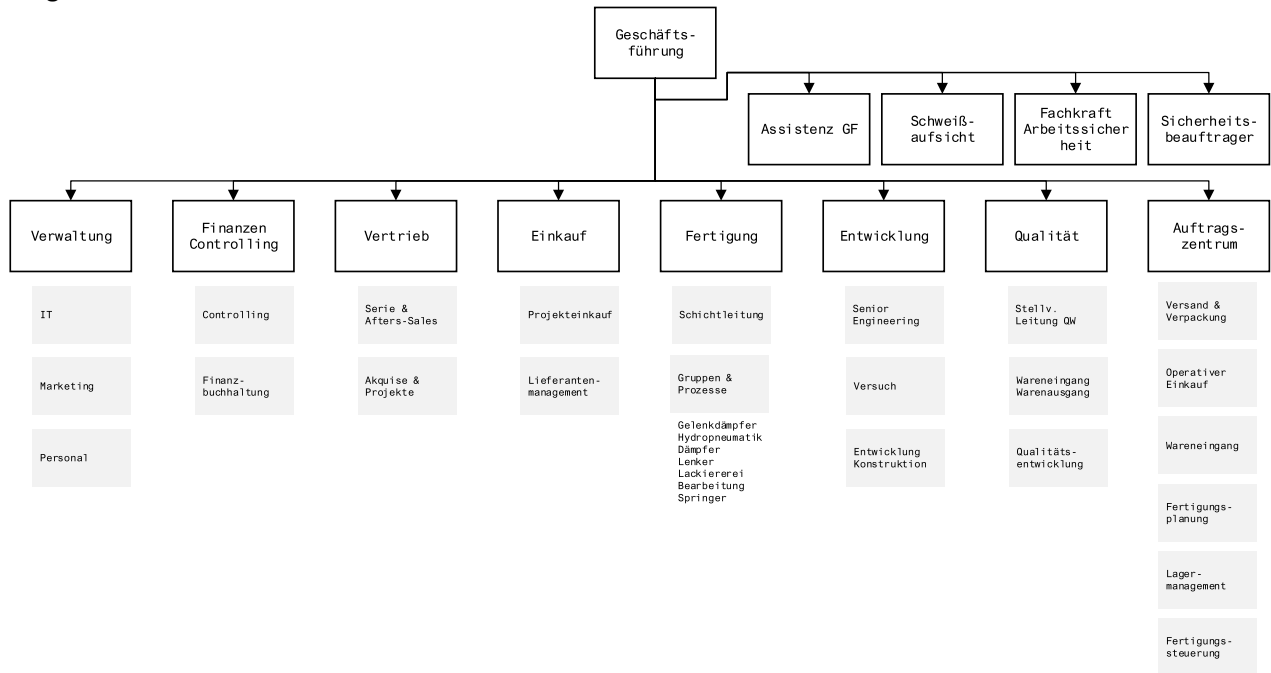 Geschäfts-
führung
Assistenz GF
Schweiß-
aufsicht
Fachkraft
Arbeitssicher
heit
Sicherheits-
beauftrager
Verwaltung
Finanzen
Controlling
Vertrieb
Einkauf
Fertigung
Entwicklung
Qualität
Auftrags-
zentrum
IT
Marketing
Personal
Controlling
Finanz-
buchhaltung
Serie &
Afters-Sales
Akquise &
Projekte
Projekteinkauf
Lieferanten-
management
Schichtleitung
Gruppen &
Prozesse
Gelenkdämpfer
Hydropneumatik
Dämpfer
Lenker
Lackiererei
Bearbeitung
Springer
Senior
Engineering
Versuch
Entwicklung
Konstruktion
Stellv.
Leitung QW
Wareneingang
Warenausgang
Qualitäts-
entwicklung
Versand &
Verpackung
Operativer
Einkauf
Wareneingang
Fertigungs-
planung
Lager-
management
Fertigungs-
steuerung